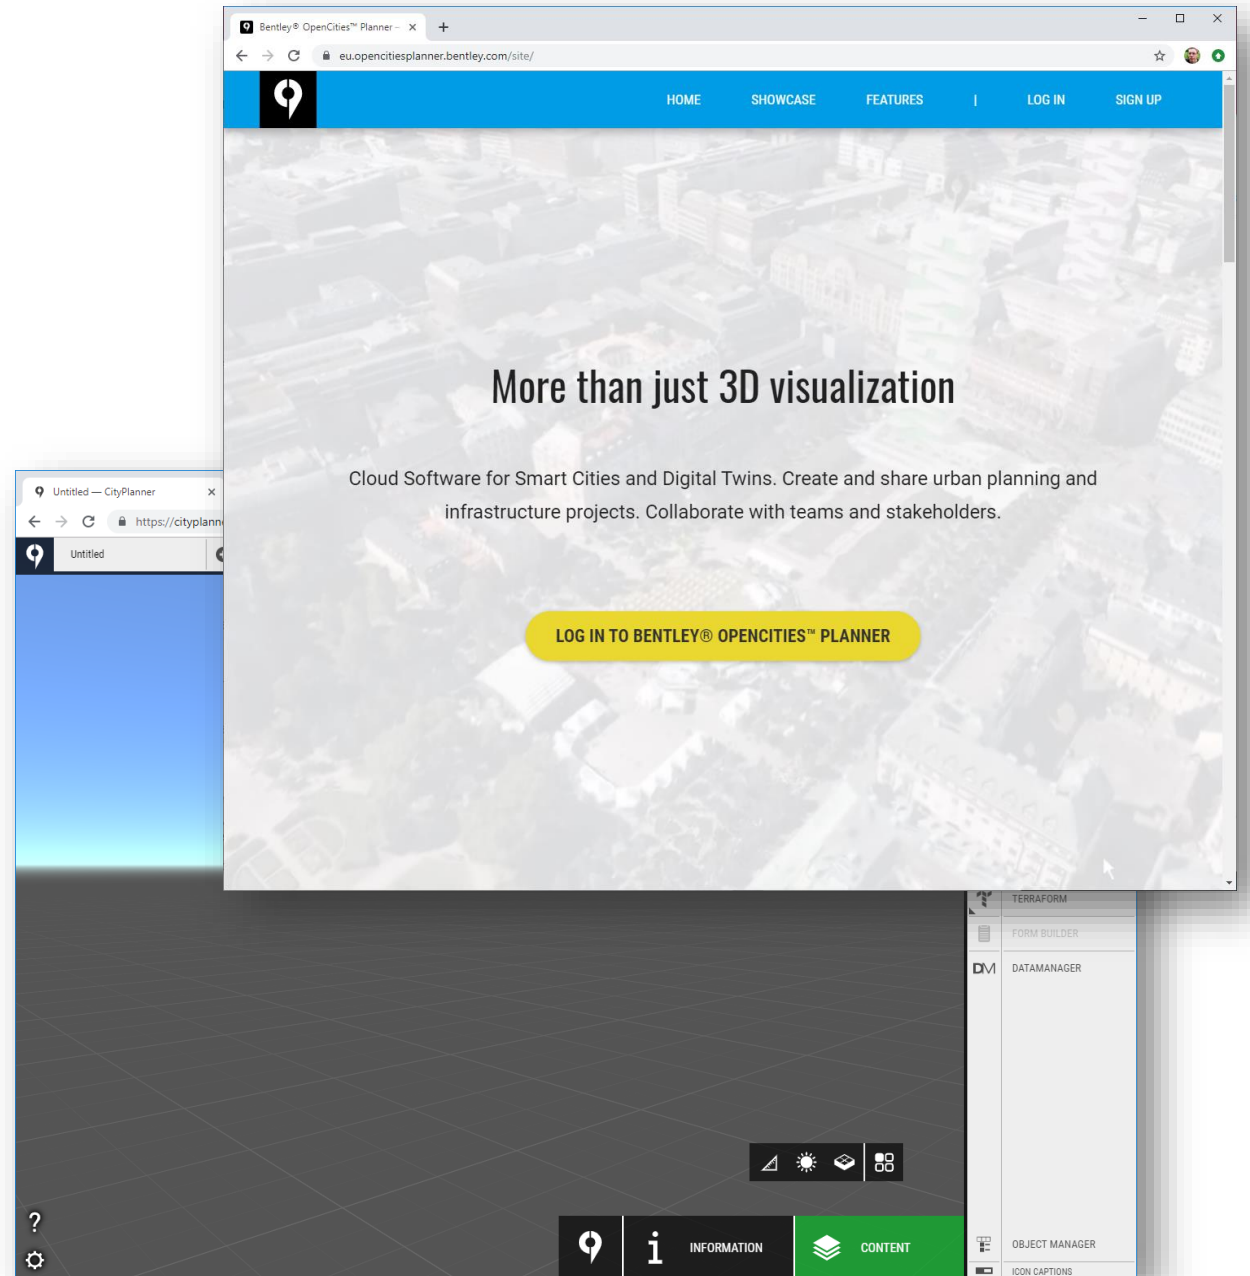 Bentley® OpenCities™ Planner –
eu.opencitiesplanner.bentley.com/site/
HOME SHOWCASE FEATURES | LOG IN SIGN UP
More than just 3D visualization
Cloud Software for Smart Cities and Digital Twins. Create and share urban planning and
infrastructure projects. Collaborate with teams and stakeholders.
LOG IN TO BENTLEY® OPENCITIES™ PLANNER
Untitled — CityPlanner
https://cityplann
Untitled
TERRAFORM
FORM BUILDER
DM DATAMANAGER
?
i INFORMATION
CONTENT
OBJECT MANAGER
ICON CAPTIONS